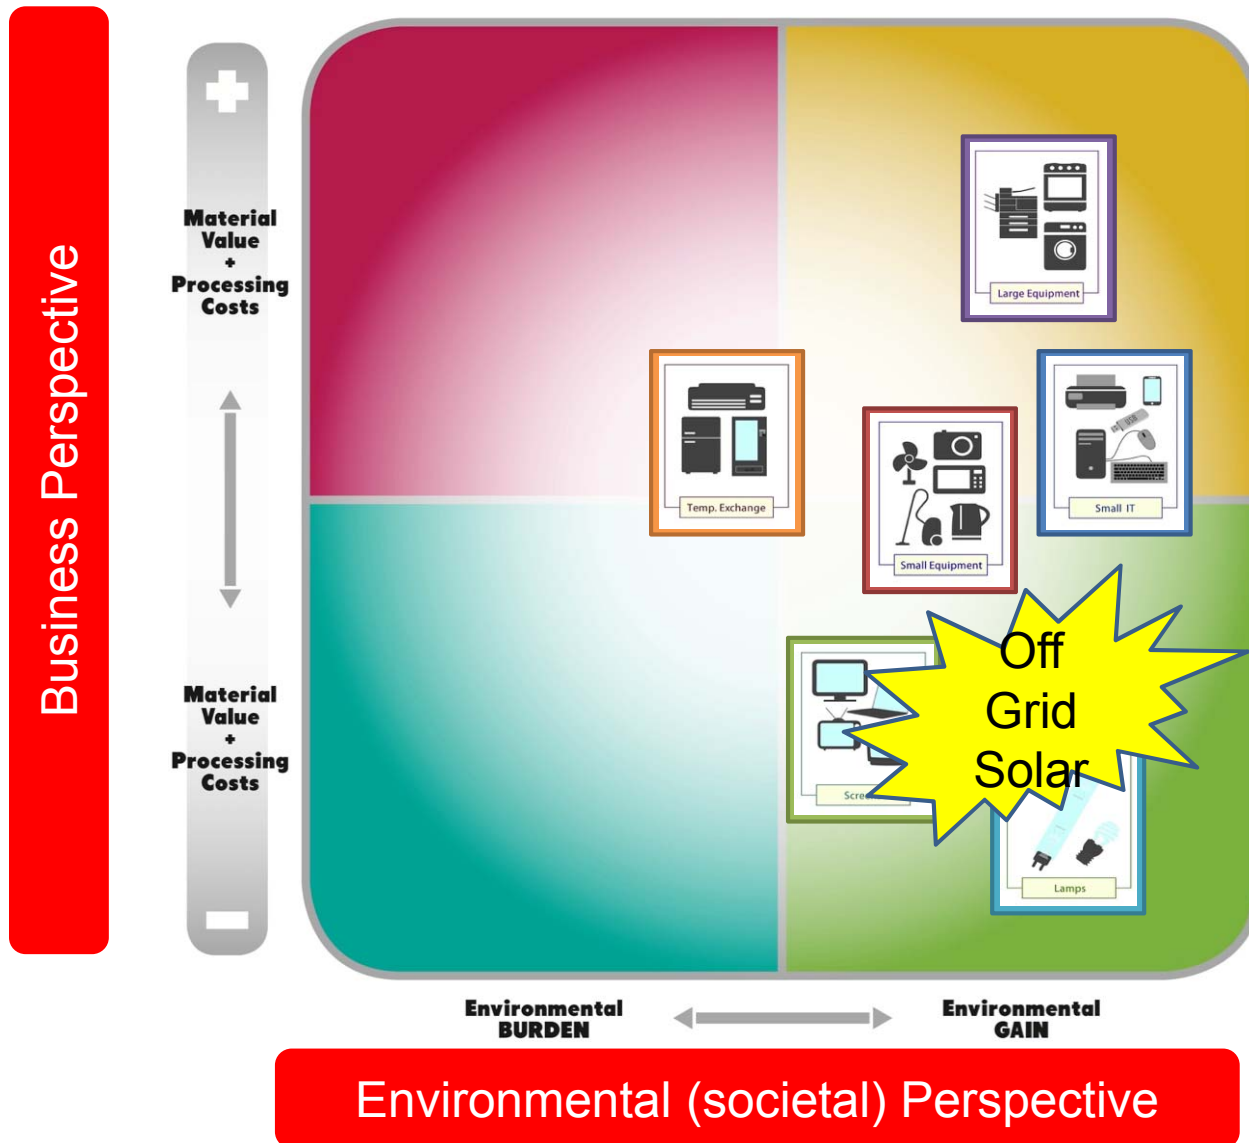 Business Perspective
Material
Value
+
Processing
Costs
Material
Value
+
Processing
Costs
Large Equipment
Temp. Exchange
Small IT
USB
Small Equipment
Off
Grid
Solar
Lamps
Environmental
BURDEN
Environmental
GAIN
Environmental (societal) Perspective